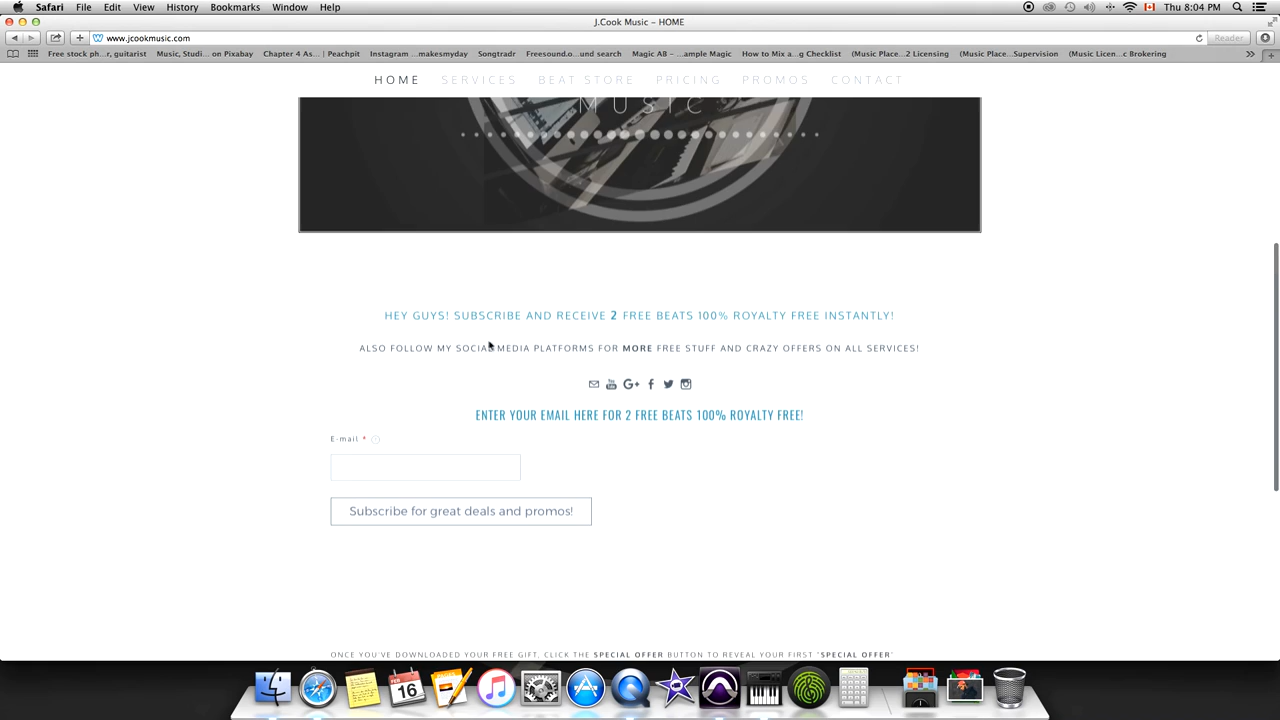 Safari File Edit View History Bookmarks Window Help Thu 8:04 PM
J.Cook Music – HOME
www.jcookmusic.com Reader
Free stock ph...r, guitarist Music, Studi... on Pixabay Chapter 4 As... | Peachpit Instagram ...makesmyday Songtradr Freesound.o...und search Magic AB – ...ample Magic How to Mix a...g Checklist (Music Place...2 Licensing (Music Place...Supervision (Music Licen...c Brokering
HOME SERVICES BEAT STORE PRICING PROMOS CONTACT
MUSIC
HEY GUYS! SUBSCRIBE AND RECEIVE 2 FREE BEATS 100% ROYALTY FREE INSTANTLY!
ALSO FOLLOW MY SOCIAL MEDIA PLATFORMS FOR MORE FREE STUFF AND CRAZY OFFERS ON ALL SERVICES!
ENTER YOUR EMAIL HERE FOR 2 FREE BEATS 100% ROYALTY FREE!
E-mail *
Subscribe for great deals and promos!
ONCE YOU'VE DOWNLOADED YOUR FREE GIFT, CLICK THE SPECIAL OFFER BUTTON TO REVEAL YOUR FIRST "SPECIAL OFFER"
FEB
16